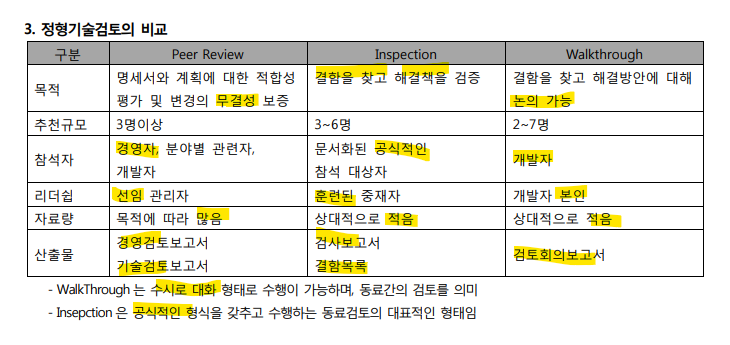 3. 정형기술검토의 비교
구분 Peer Review Inspection Walkthrough
목적 명세서와 계획에 대한 적합성 평가 및 변경의 무결성 보증 결함을 찾고 해결책을 검증 결함을 찾고 해결방안에 대해 논의 가능
추천규모 3명이상 3~6명 2~7명
참석자 경영자, 분야별 관련자, 개발자 문서화된 공식적인 참석 대상자 개발자
리더쉽 선임 관리자 훈련된 중재자 개발자 본인
자료량 목적에 따라 많음 상대적으로 적음 상대적으로 적음
산출물 경영검토보고서 기술검토보고서 검사보고서 결함목록 검토회의보고서
- WalkThrough 는 수시로 대화 형태로 수행이 가능하며, 동료간의 검토를 의미
- Insepction 은 공식적인 형식을 갖추고 수행하는 동료검토의 대표적인 형태임